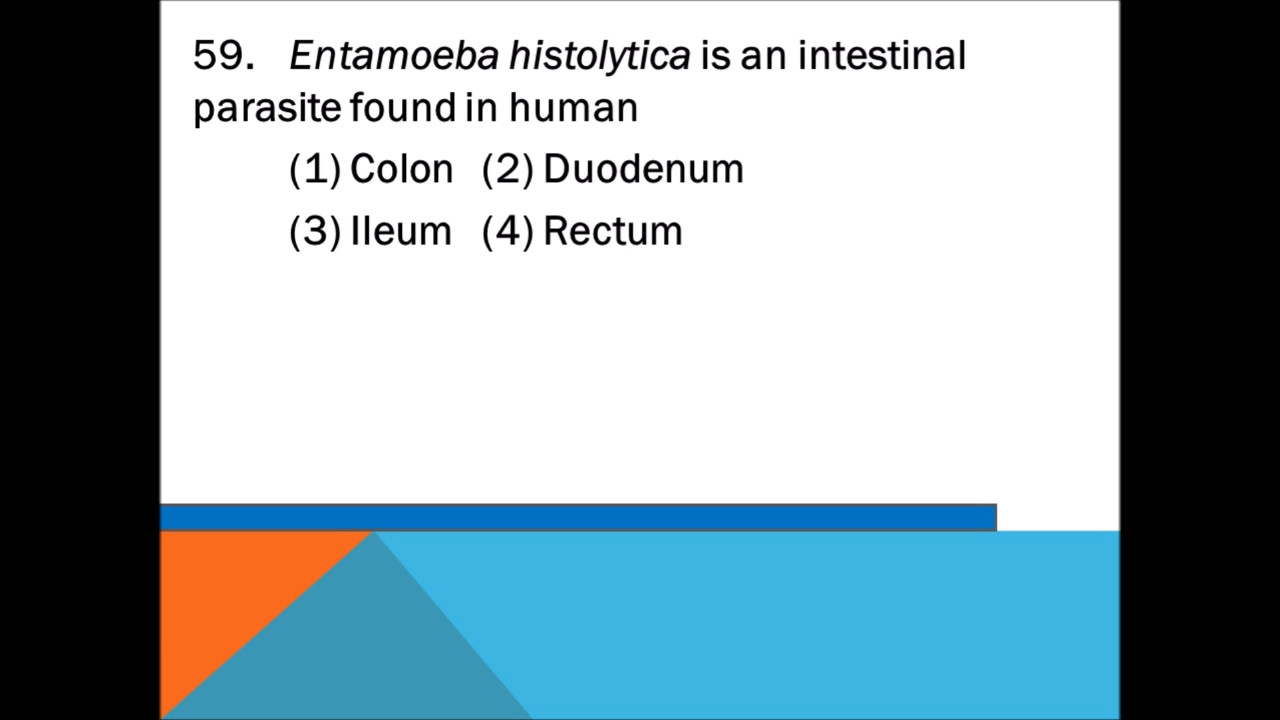 59. Entamoeba histolytica is an intestinal
parasite found in human
(1) Colon (2) Duodenum
(3) Ileum (4) Rectum